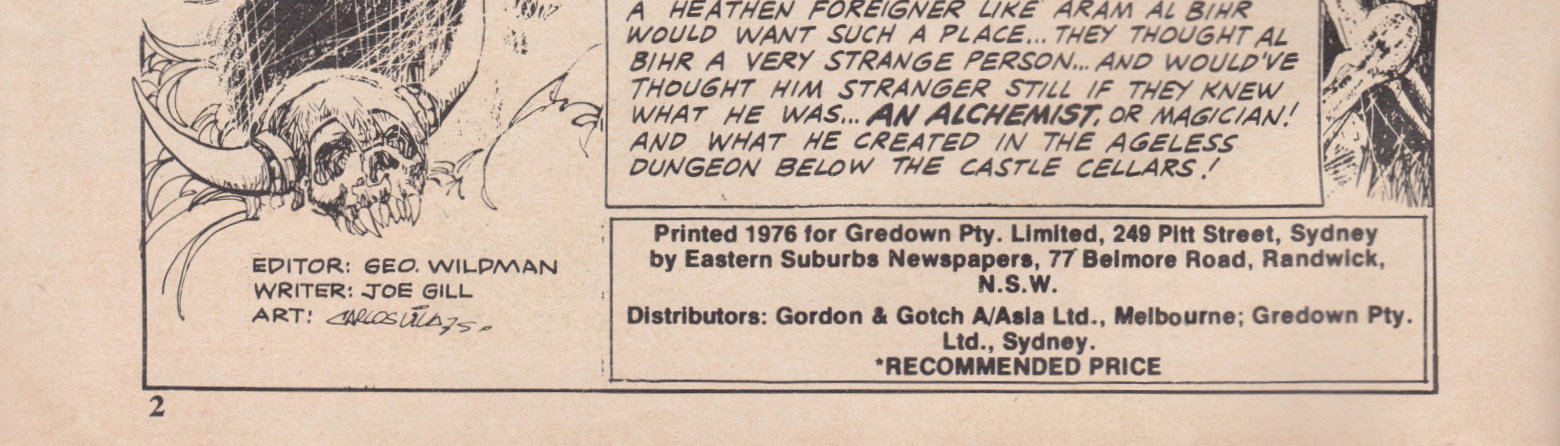 A HEATHEN FOREIGNER LIKE ARAM AL BIHR
WOULD WANT SUCH A PLACE... THEY THOUGHT AL
BIHR A VERY STRANGE PERSON... AND WOULD'VE
THOUGHT HIM STRANGER STILL IF THEY KNEW
WHAT HE WAS... AN ALCHEMIST, OR MAGICIAN!
AND WHAT HE CREATED IN THE AGELESS
DUNGEON BELOW THE CASTLE CELLARS!
EDITOR: GEO. WILDMAN
WRITER: JOE GILL
ART: CARLOS VILA 75.
Printed 1976 for Gredown Pty. Limited, 249 Pitt Street, Sydney
by Eastern Suburbs Newspapers, 77 Belmore Road, Randwick,
N.S.W.
Distributors: Gordon & Gotch A/Asia Ltd., Melbourne; Gredown Pty.
Ltd., Sydney.
*RECOMMENDED PRICE
2